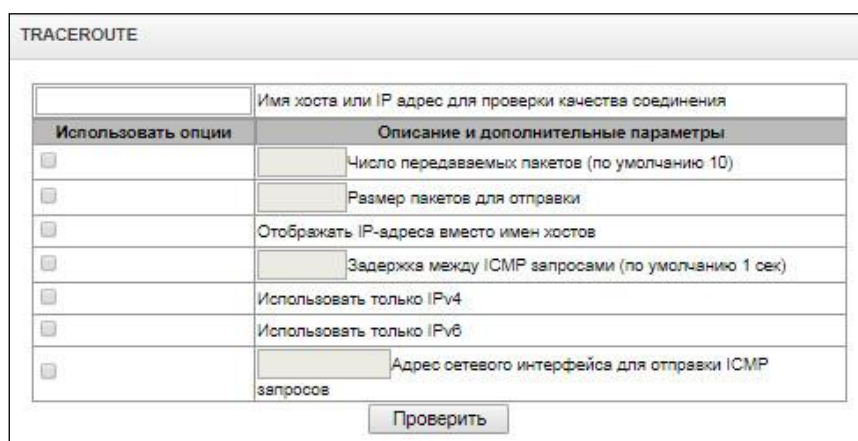 TRACEROUTE
Имя хоста или IP адрес для проверки качества соединения
Использовать опции Описание и дополнительные параметры
Число передаваемых пакетов (по умолчанию 10)
Размер пакетов для отправки
Отображать IP-адреса вместо имен хостов
Задержка между ICMP запросами (по умолчанию 1 сек)
Использовать только IPv4
Использовать только IPv6
Адрес сетевого интерфейса для отправки ICMP
запросов
Проверить